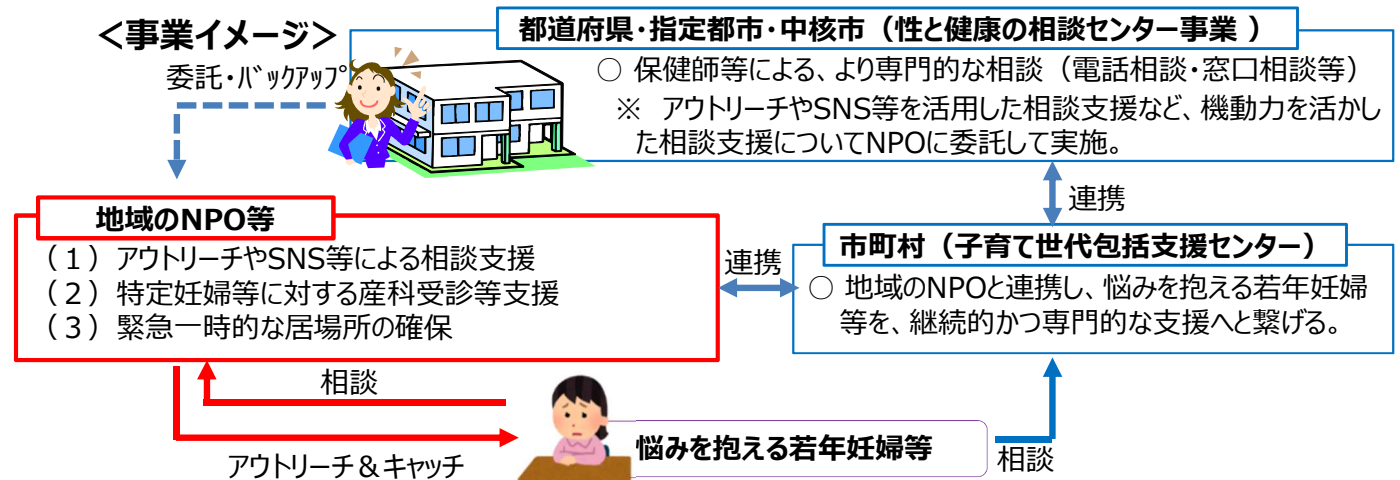 ＜事業イメージ＞
委託・バックアップ
都道府県・指定都市・中核市（性と健康の相談センター事業 ）
○ 保健師等による、より専門的な相談（電話相談・窓口相談等）
※ アウトリーチやSNS等を活用した相談支援など、機動力を活かし
た相談支援についてNPOに委託して実施。
連携
地域のNPO等
（１）アウトリーチやSNS等による相談支援
（２）特定妊婦等に対する産科受診等支援
（３）緊急一時的な居場所の確保
連携
市町村（子育て世代包括支援センター）
○ 地域のNPOと連携し、悩みを抱える若年妊婦
等を、継続的かつ専門的な支援へと繋げる。
相談
アウトリーチ＆キャッチ
悩みを抱える若年妊婦等
相談